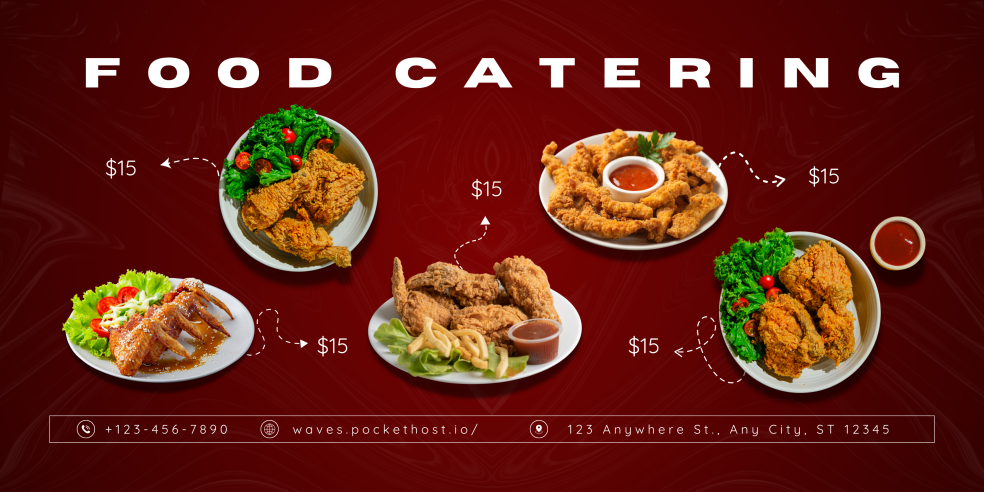 FOOD CATERING
$15
$15
$15
$15
$15
+123-456-7890
waves.pockethost.io/
123 Anywhere St., Any City, ST 12345